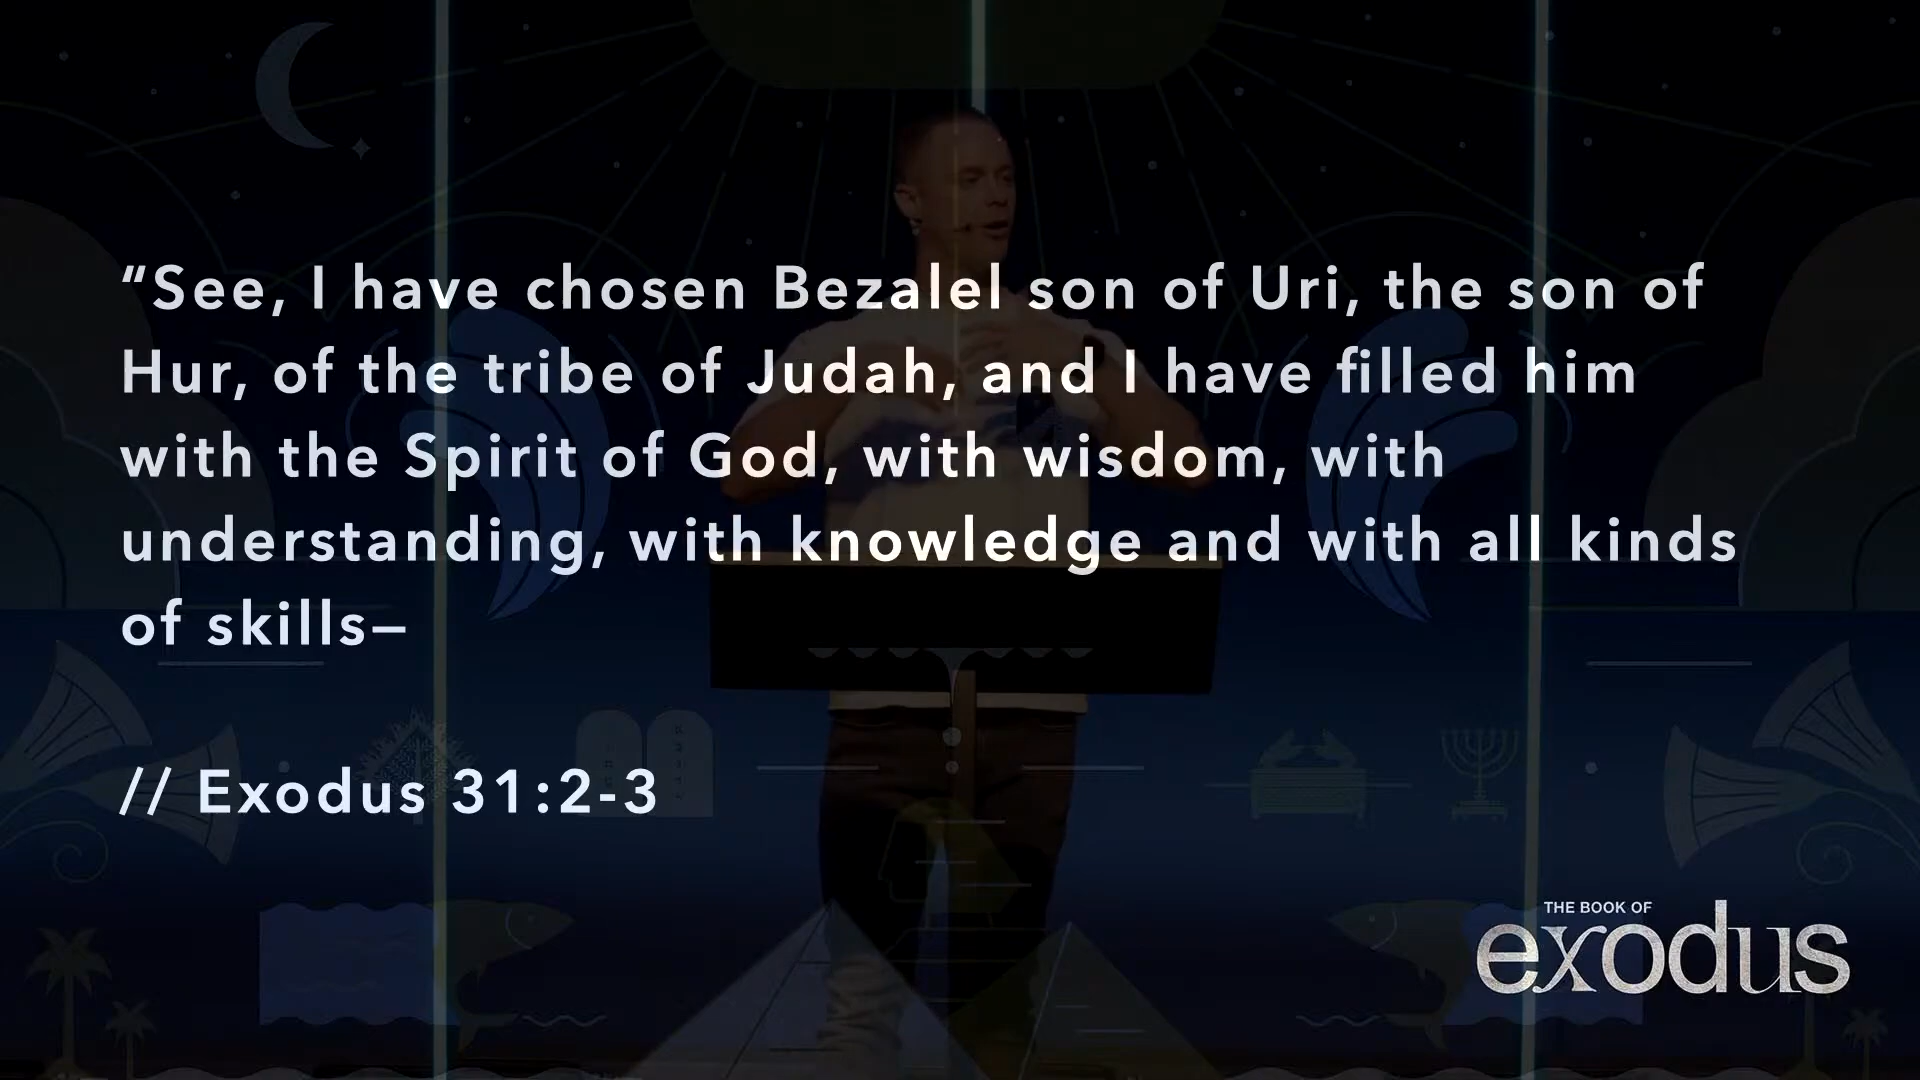 “See, I have chosen Bezalel son of Uri, the son of
Hur, of the tribe of Judah, and I have filled him
with the Spirit of God, with wisdom, with
understanding, with knowledge and with all kinds
of skills—
// Exodus 31:2-3
THE BOOK OF
exodus